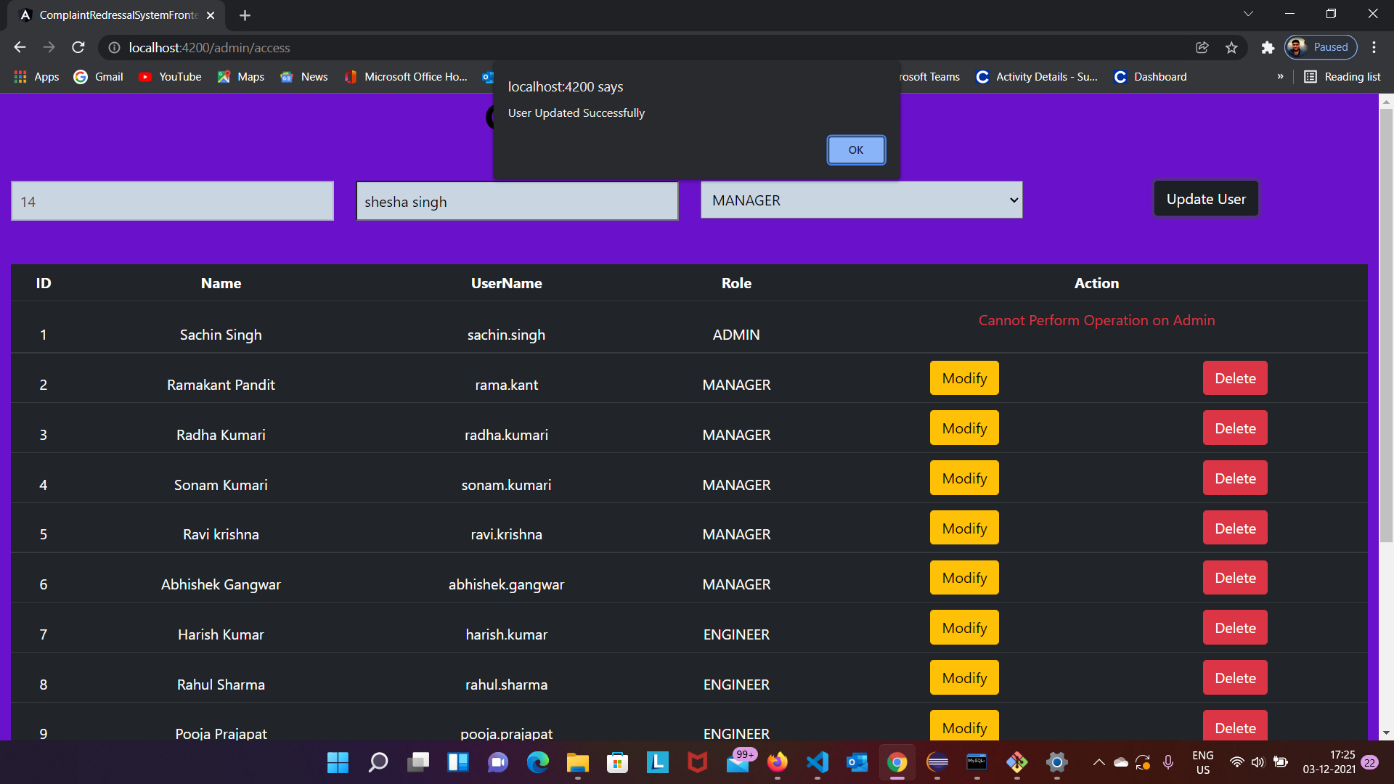 ComplaintRedressalSystemFronte
localhost:4200/admin/access
Paused
Apps Gmail YouTube Maps News Microsoft Office Ho... rosoft Teams Activity Details - Su... Dashboard » Reading list
localhost:4200 says
User Updated Successfully
OK
14 shesha singh MANAGER Update User
ID Name UserName Role Action
1 Sachin Singh sachin.singh ADMIN Cannot Perform Operation on Admin
2 Ramakant Pandit rama.kant MANAGER Modify Delete
3 Radha Kumari radha.kumari MANAGER Modify Delete
4 Sonam Kumari sonam.kumari MANAGER Modify Delete
5 Ravi krishna ravi.krishna MANAGER Modify Delete
6 Abhishek Gangwar abhishek.gangwar MANAGER Modify Delete
7 Harish Kumar harish.kumar ENGINEER Modify Delete
8 Rahul Sharma rahul.sharma ENGINEER Modify Delete
9 Pooja Prajapat pooja.prajapat ENGINEER Modify Delete
99+
L
MySQL
ENG
US
17:25
03-12-2021
22